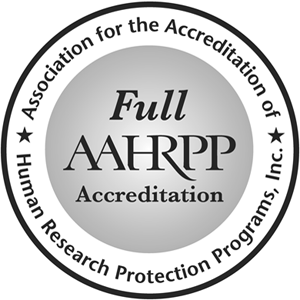 ★ Association for the Accreditation of ★
Human Research Protection Programs, Inc.
Full
AAHRPP
Accreditation